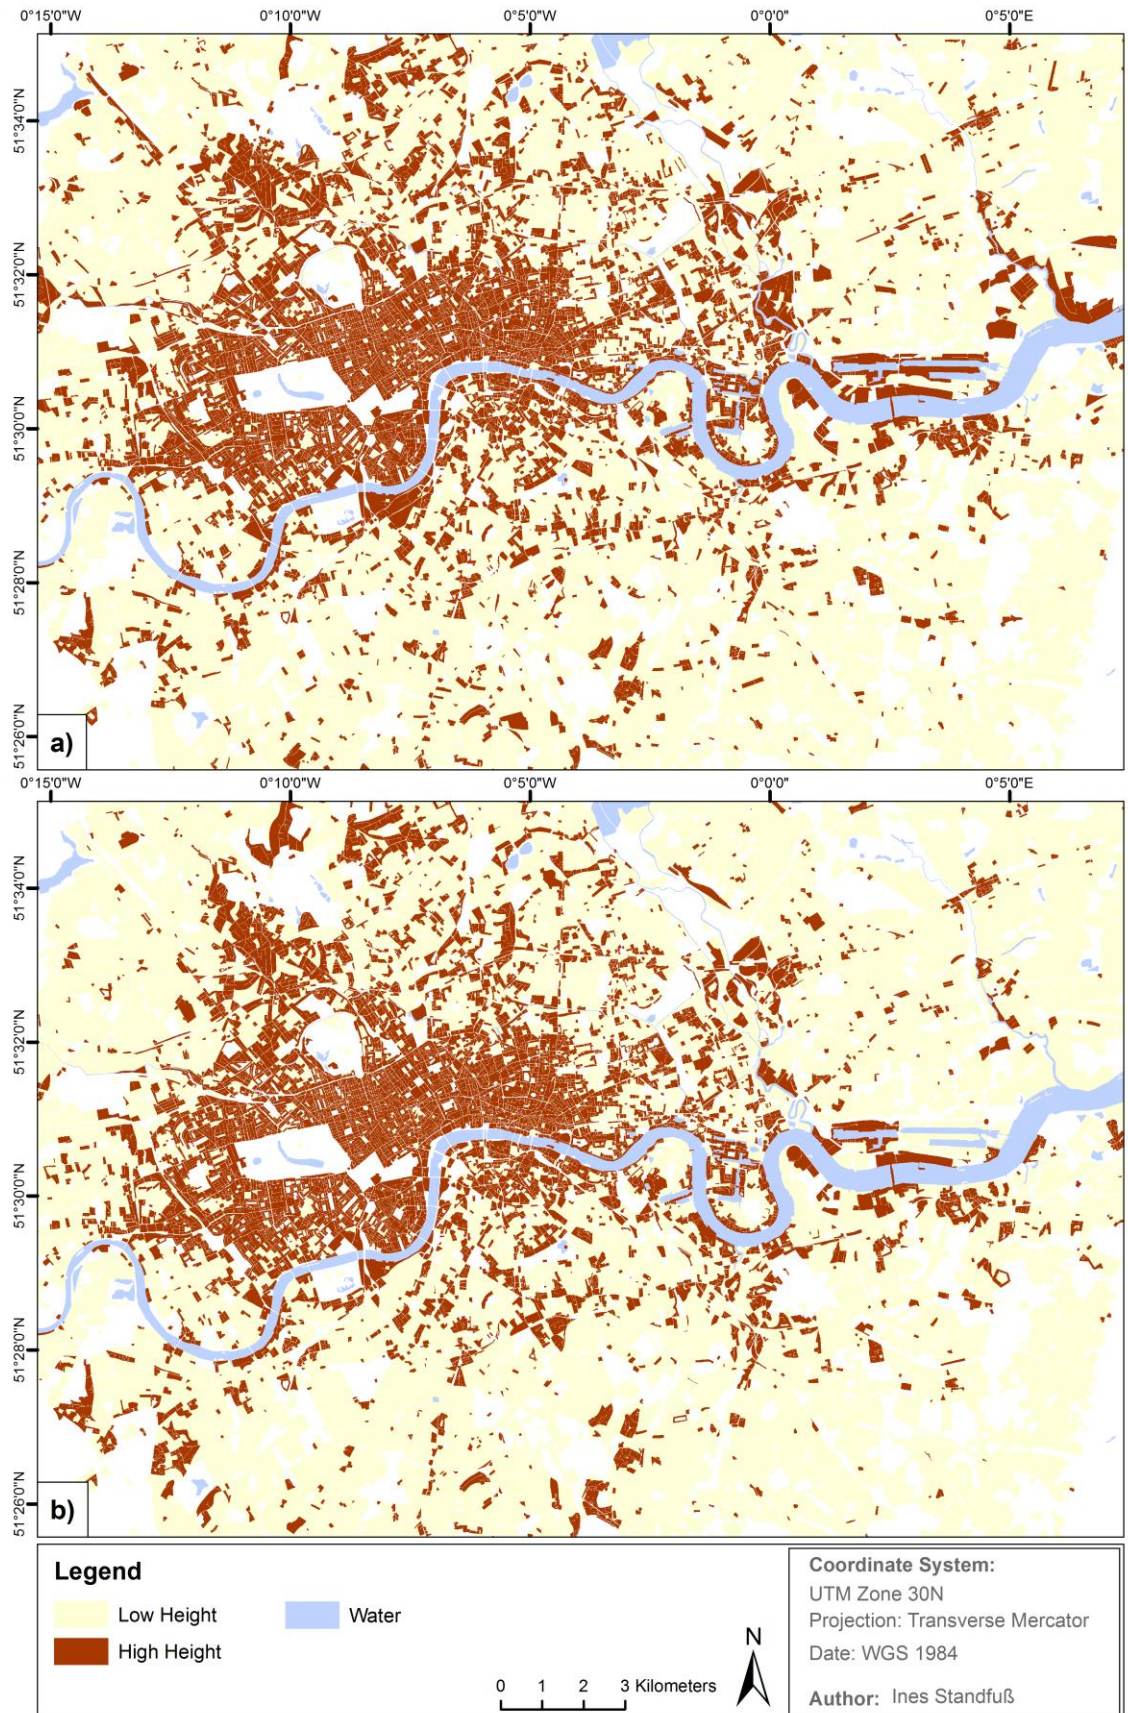 0°15'0"W 0°10'0"W 0°5'0"W 0°0'0" 0°5'0"E
51°34'0"N
51°32'0"N
51°30'0"N
51°28'0"N
51°26'0"N
a)
0°15'0"W 0°10'0"W 0°5'0"W 0°0'0" 0°5'0"E
51°34'0"N
51°32'0"N
51°30'0"N
51°28'0"N
51°26'0"N
b)
Legend
Low Height
Water
High Height
N
0 1 2 3 Kilometers
Coordinate System:
UTM Zone 30N
Projection: Transverse Mercator
Date: WGS 1984
Author: Ines Standfuß